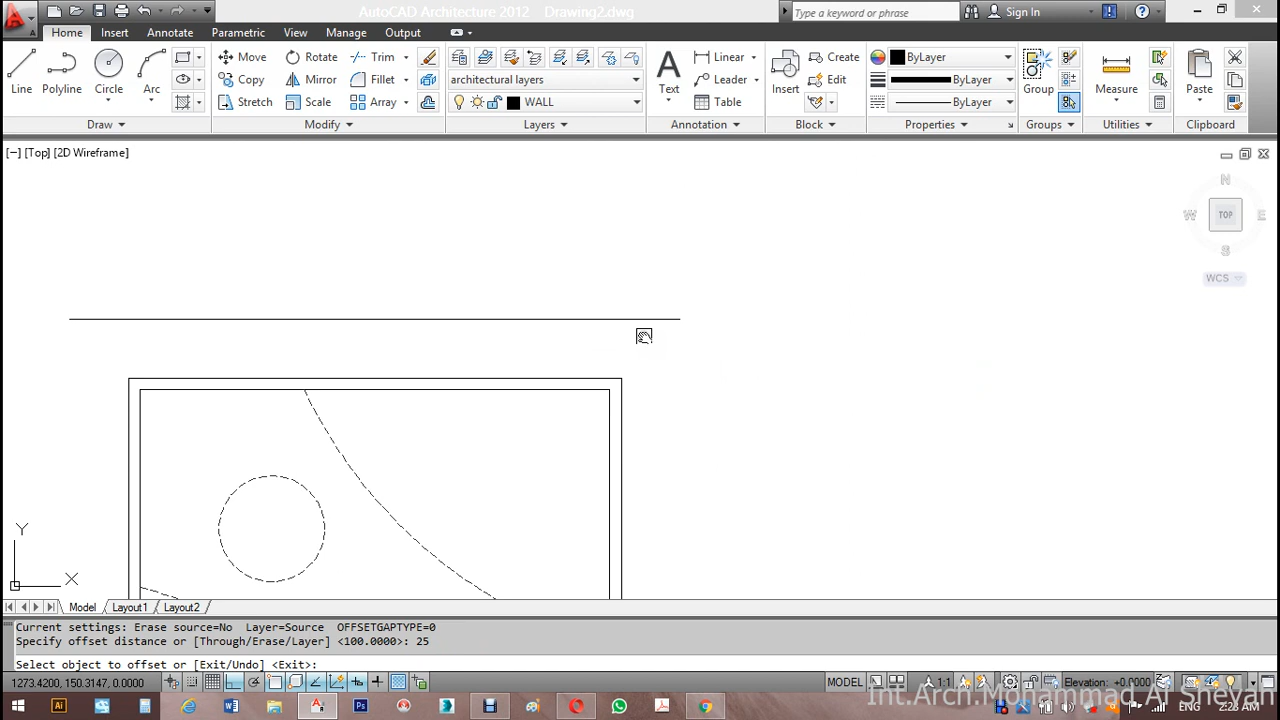 AutoCAD Architecture 2012 Drawing2.dwg
Type a keyword or phrase
Sign In
Home Insert Annotate Parametric View Manage Output
Line Polyline Circle Arc
Move Rotate Trim
Copy Mirror Fillet
Stretch Scale Array
architectural layers
WALL
Text
Linear
Leader
Table
Insert
Create
Edit
ByLayer
ByLayer
ByLayer
Group
Measure
Paste
Draw Modify Layers Annotation Block Properties Groups Utilities Clipboard
[−] [Top] [2D Wireframe]
N
W TOP E
S
WCS
Y
X
Model Layout1 Layout2
Current settings: Erase source=No Layer=Source OFFSETGAPTYPE=0
Specify offset distance or [Through/Erase/Layer] <100.0000>: 25
Select object to offset or [Exit/Undo] <Exit>:
1273.4200, 150.3147, 0.0000
MODEL
1:1
Elevation: +0.0000
Int.Arch.Mohammad Al Sheyah
ENG